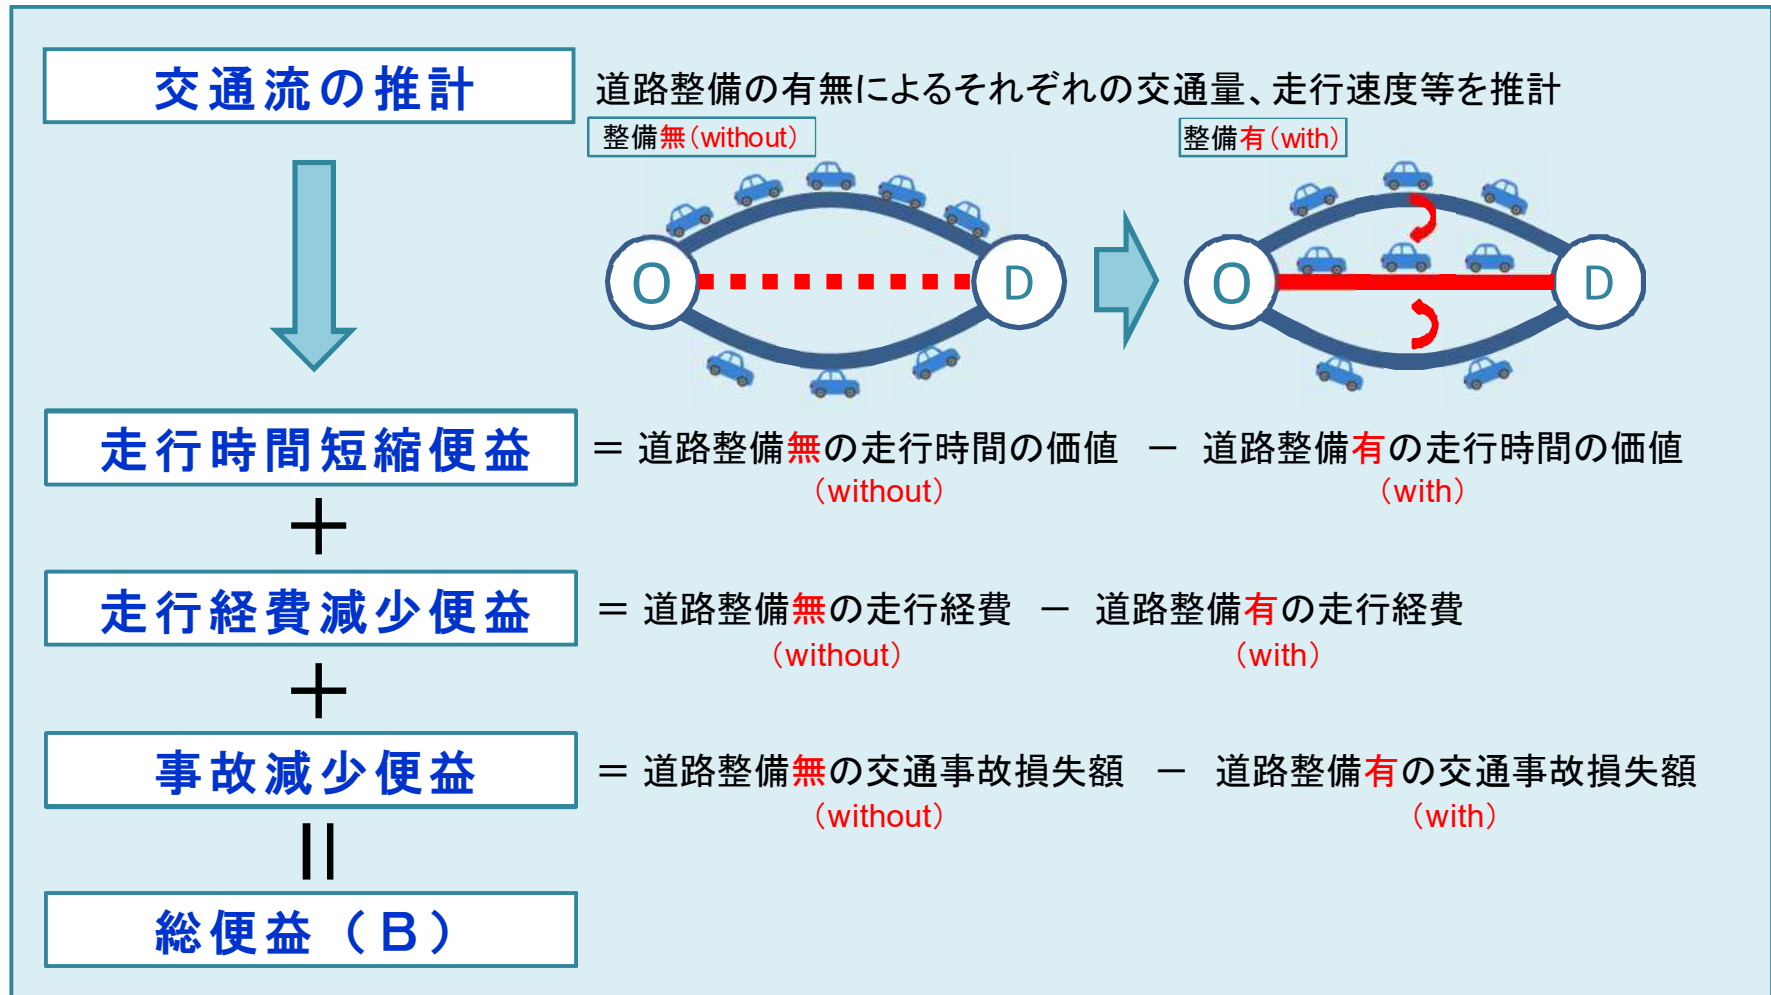 交通流の推計
道路整備の有無によるそれぞれの交通量、走行速度等を推計
整備無(without)
整備有(with)
O
D
O
D
走行時間短縮便益
＝ 道路整備無の走行時間の価値 － 道路整備有の走行時間の価値
（without）
（with）
＋
走行経費減少便益
＝ 道路整備無の走行経費 － 道路整備有の走行経費
（without）
（with）
＋
事故減少便益
＝ 道路整備無の交通事故損失額 － 道路整備有の交通事故損失額
（without）
（with）
＝
総便益（Ｂ）